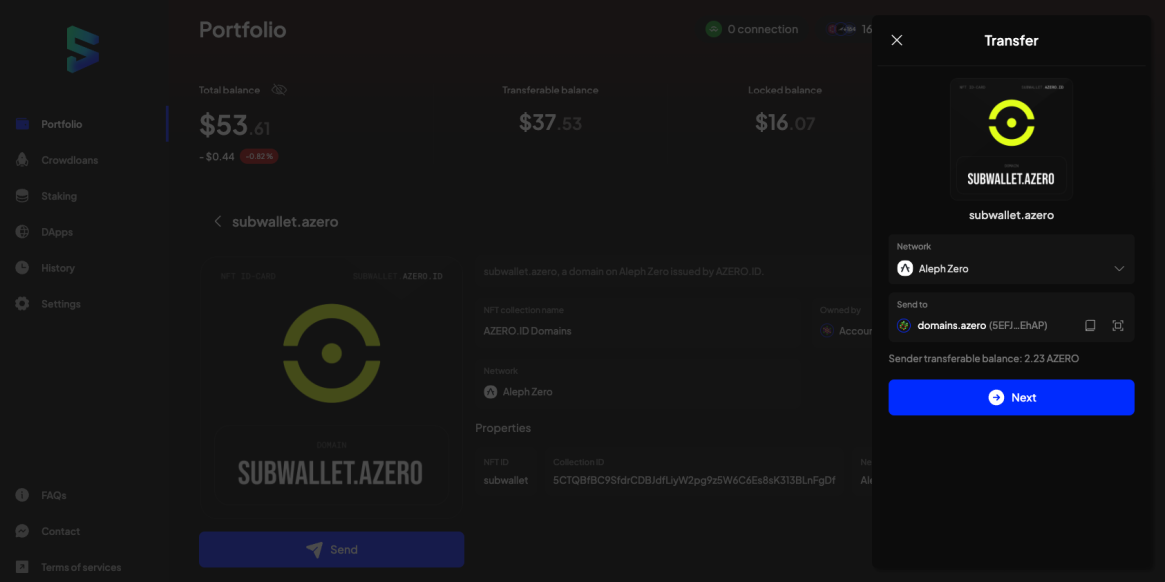 Portfolio
0 connection
16
Total balance
$53.61
- $0.44 -0.82%
Transferable balance
$37.53
Locked balance
$16.07
Portfolio
Crowdloans
Staking
DApps
History
Settings
FAQs
Contact
Terms of services
subwallet.azero
NFT ID-CARD SUBWALLET.AZERO.ID
DOMAIN
SUBWALLET.AZERO
Send
subwallet.azero, a domain on Aleph Zero issued by AZERO.ID.
NFT collection name
AZERO.ID Domains
Owned by
Accour
Network
Aleph Zero
Properties
NFT ID
subwallet
Collection ID
5CTQBfBC9SfdrCDBJdfLiyW2pg9z5W6C6Es8sK313BLnFgDf
Ne
Ale
Transfer
NFT ID-CARD SUBWALLET.AZERO.ID
DOMAIN
SUBWALLET.AZERO
subwallet.azero
Network
Aleph Zero
Send to
domains.azero (5EFJ...EhAP)
Sender transferable balance: 2.23 AZERO
Next